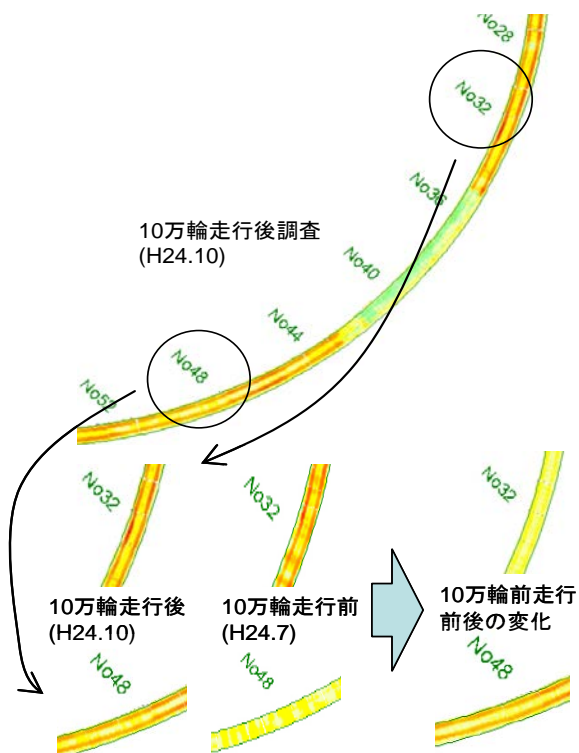 No28
No32
No36
10万輪走行後調査
(H24.10)
No40
No44
No48
No52
No32
No32
No32
10万輪走行後
(H24.10)
10万輪走行前
(H24.7)
10万輪前走行
前後の変化
No48
No48
No48